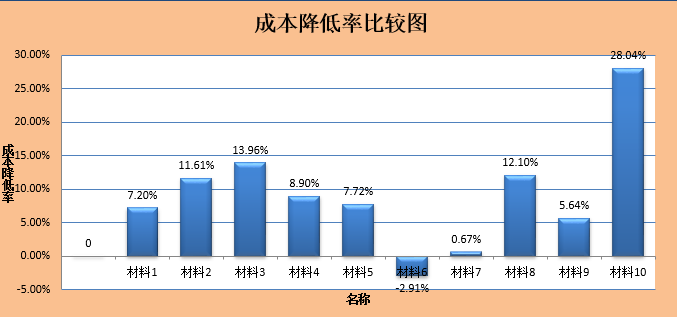 成本降低率比较图
30.00%
25.00%
20.00%
15.00%
10.00%
5.00%
0.00%
-5.00%
成本降低率
0
7.20%
11.61%
13.96%
8.90%
7.72%
-2.91%
0.67%
12.10%
5.64%
28.04%
材料1
材料2
材料3
材料4
材料5
材料6
材料7
材料8
材料9
材料10
名称